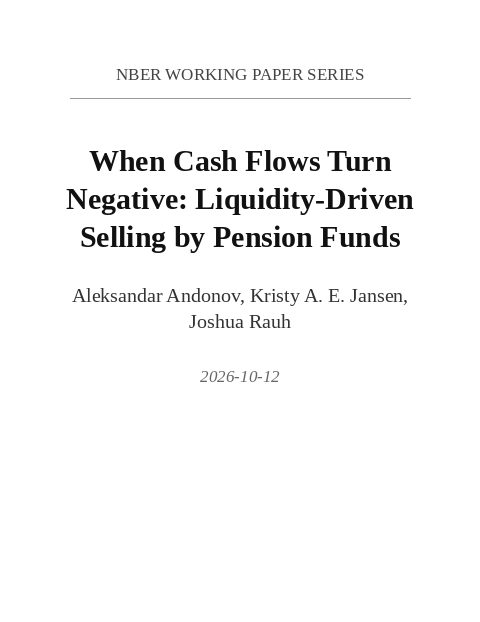 NBER WORKING PAPER SERIES
When Cash Flows Turn
Negative: Liquidity-Driven
Selling by Pension Funds
Aleksandar Andonov, Kristy A. E. Jansen,
Joshua Rauh
2026-10-12